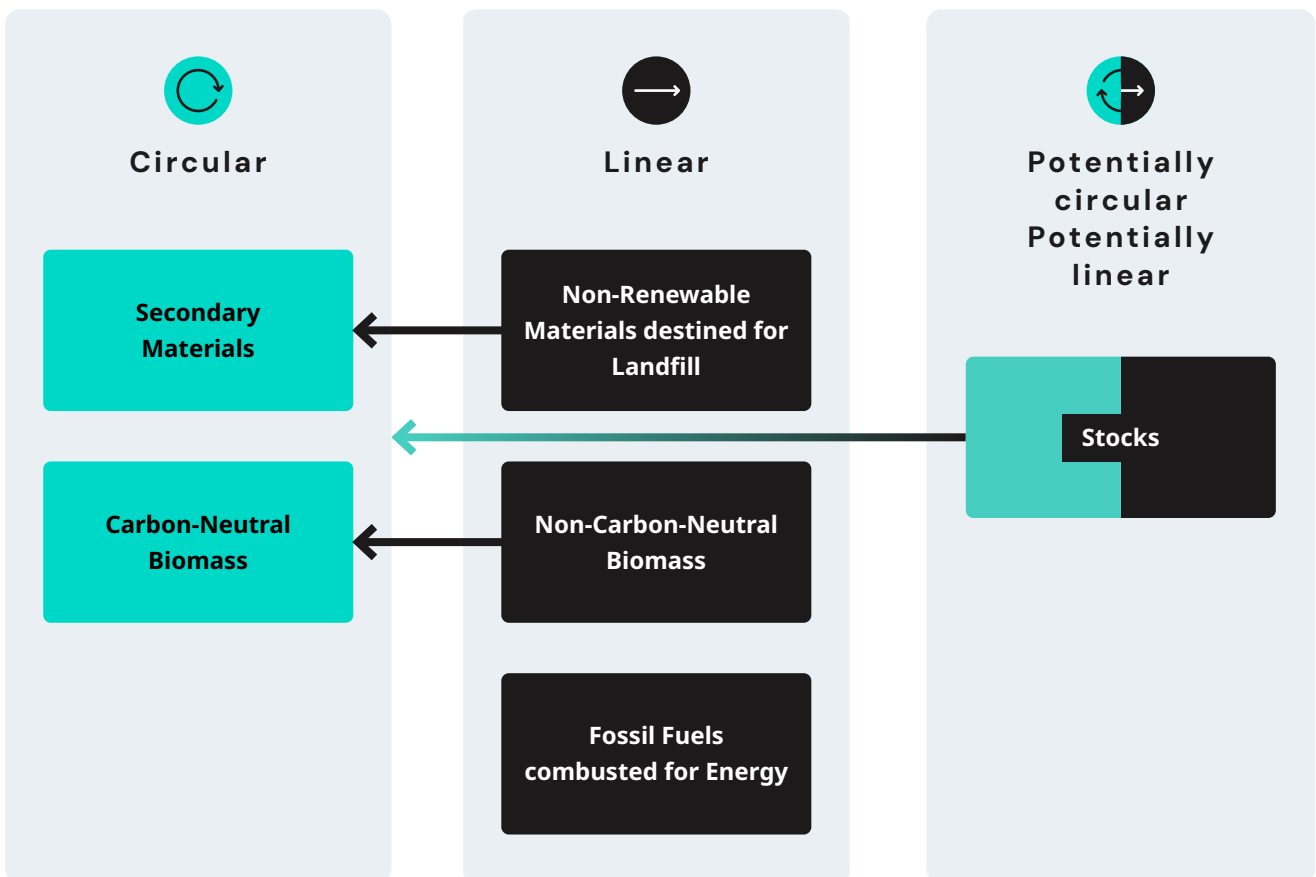 Circular
Secondary
Materials
Carbon-Neutral
Biomass
Linear
Non-Renewable
Materials destined for
Landfill
Non-Carbon-Neutral
Biomass
Fossil Fuels
combusted for Energy
Potentially
circular
Potentially
linear
Stocks